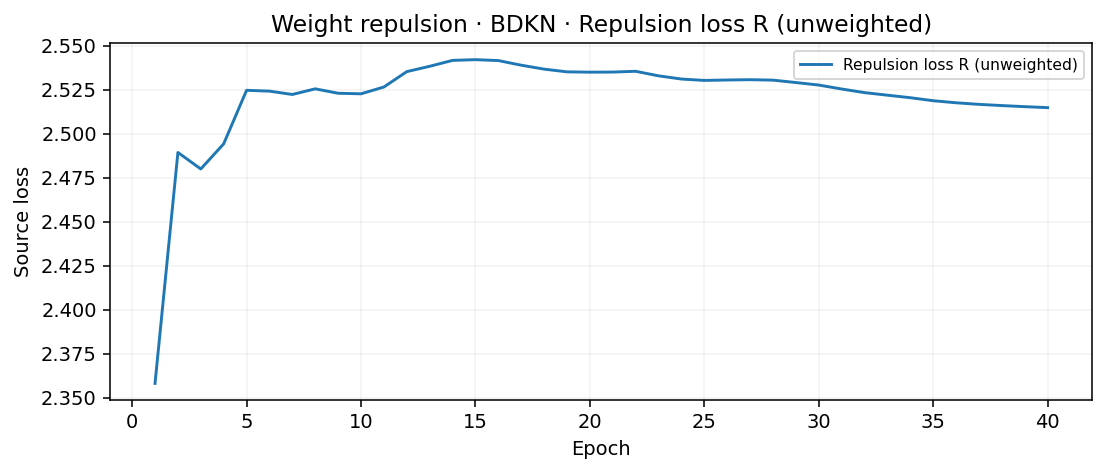 Weight repulsion · BDKN · Repulsion loss R (unweighted)
Repulsion loss R (unweighted)
Source loss
2.550
2.525
2.500
2.475
2.450
2.425
2.400
2.375
2.350
0 5 10 15 20 25 30 35 40
Epoch